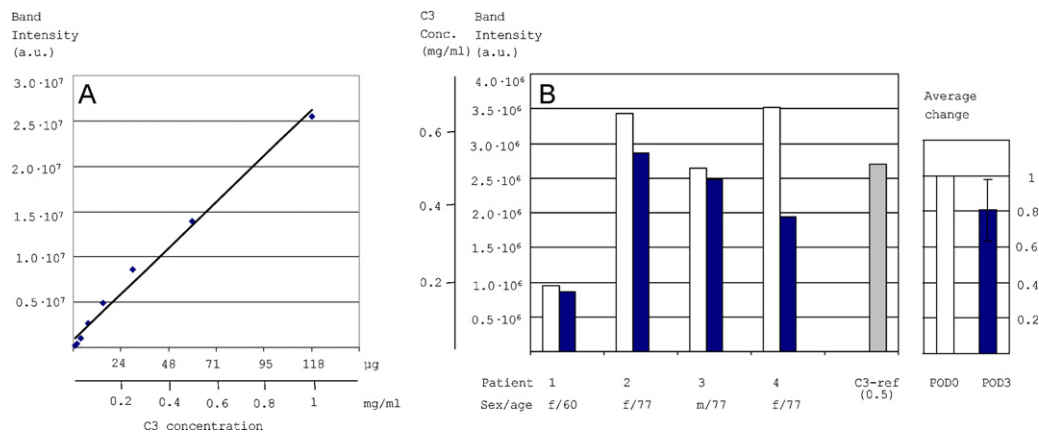 Band
Intensity
(a.u.)
A
3.0·10⁷
2.5·10⁷
2.0·10⁷
1.5·10⁷
1.0·10⁷
0.5·10⁷
24 48 71 95 118 µg
0.2 0.4 0.6 0.8 1 mg/ml
C3 concentration
C3
Conc.
(mg/ml)
0.6
0.4
0.2
Band
Intensity
(a.u.)
B
4.0·10⁶
3.5·10⁶
3.0·10⁶
2.5·10⁶
2.0·10⁶
1.5·10⁶
1.0·10⁶
0.5·10⁶
Patient 1 2 3 4 C3-ref
(0.5)
Sex/age f/60 f/77 m/77 f/77
Average
change
1
0.8
0.6
0.4
0.2
POD0 POD3